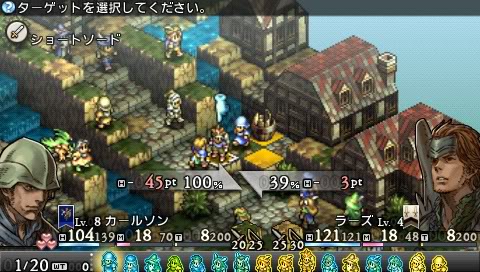 ターゲットを選択してください。
ショートソード
H- 45pt 100% 39% H- 3pt
Lv. 8 カールソン
ラーズ Lv. 4
H 104/139 M 18 70 T 8/200
H 121/121 M 18 T 8/200
20 25 25 30
1/20 WT 0